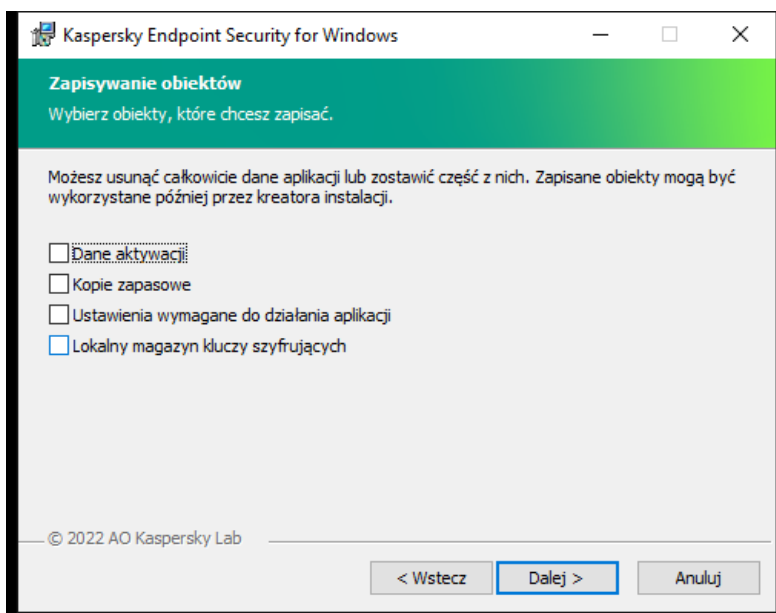 Kaspersky Endpoint Security for Windows
Zapisywanie obiektów
Wybierz obiekty, które chcesz zapisać.
Możesz usunąć całkowicie dane aplikacji lub zostawić część z nich. Zapisane obiekty mogą być
wykorzystane później przez kreatora instalacji.
Dane aktywacji
Kopie zapasowe
Ustawienia wymagane do działania aplikacji
Lokalny magazyn kluczy szyfrujących
© 2022 AO Kaspersky Lab
< Wstecz Dalej > Anuluj